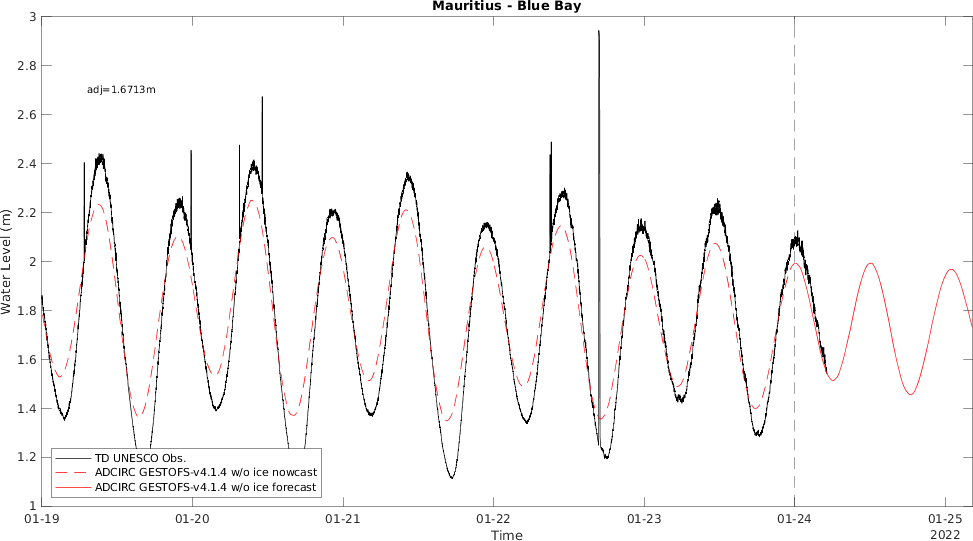 Mauritius - Blue Bay
3
2.8
adj=1.6713m
2.6
2.4
2.2
2
1.8
1.6
1.4
1.2
1
Water Level (m)
TD UNESCO Obs.
ADCIRC GESTOFS-v4.1.4 w/o ice nowcast
ADCIRC GESTOFS-v4.1.4 w/o ice forecast
01-19 01-20 01-21 01-22 01-23 01-24 01-25
Time 2022